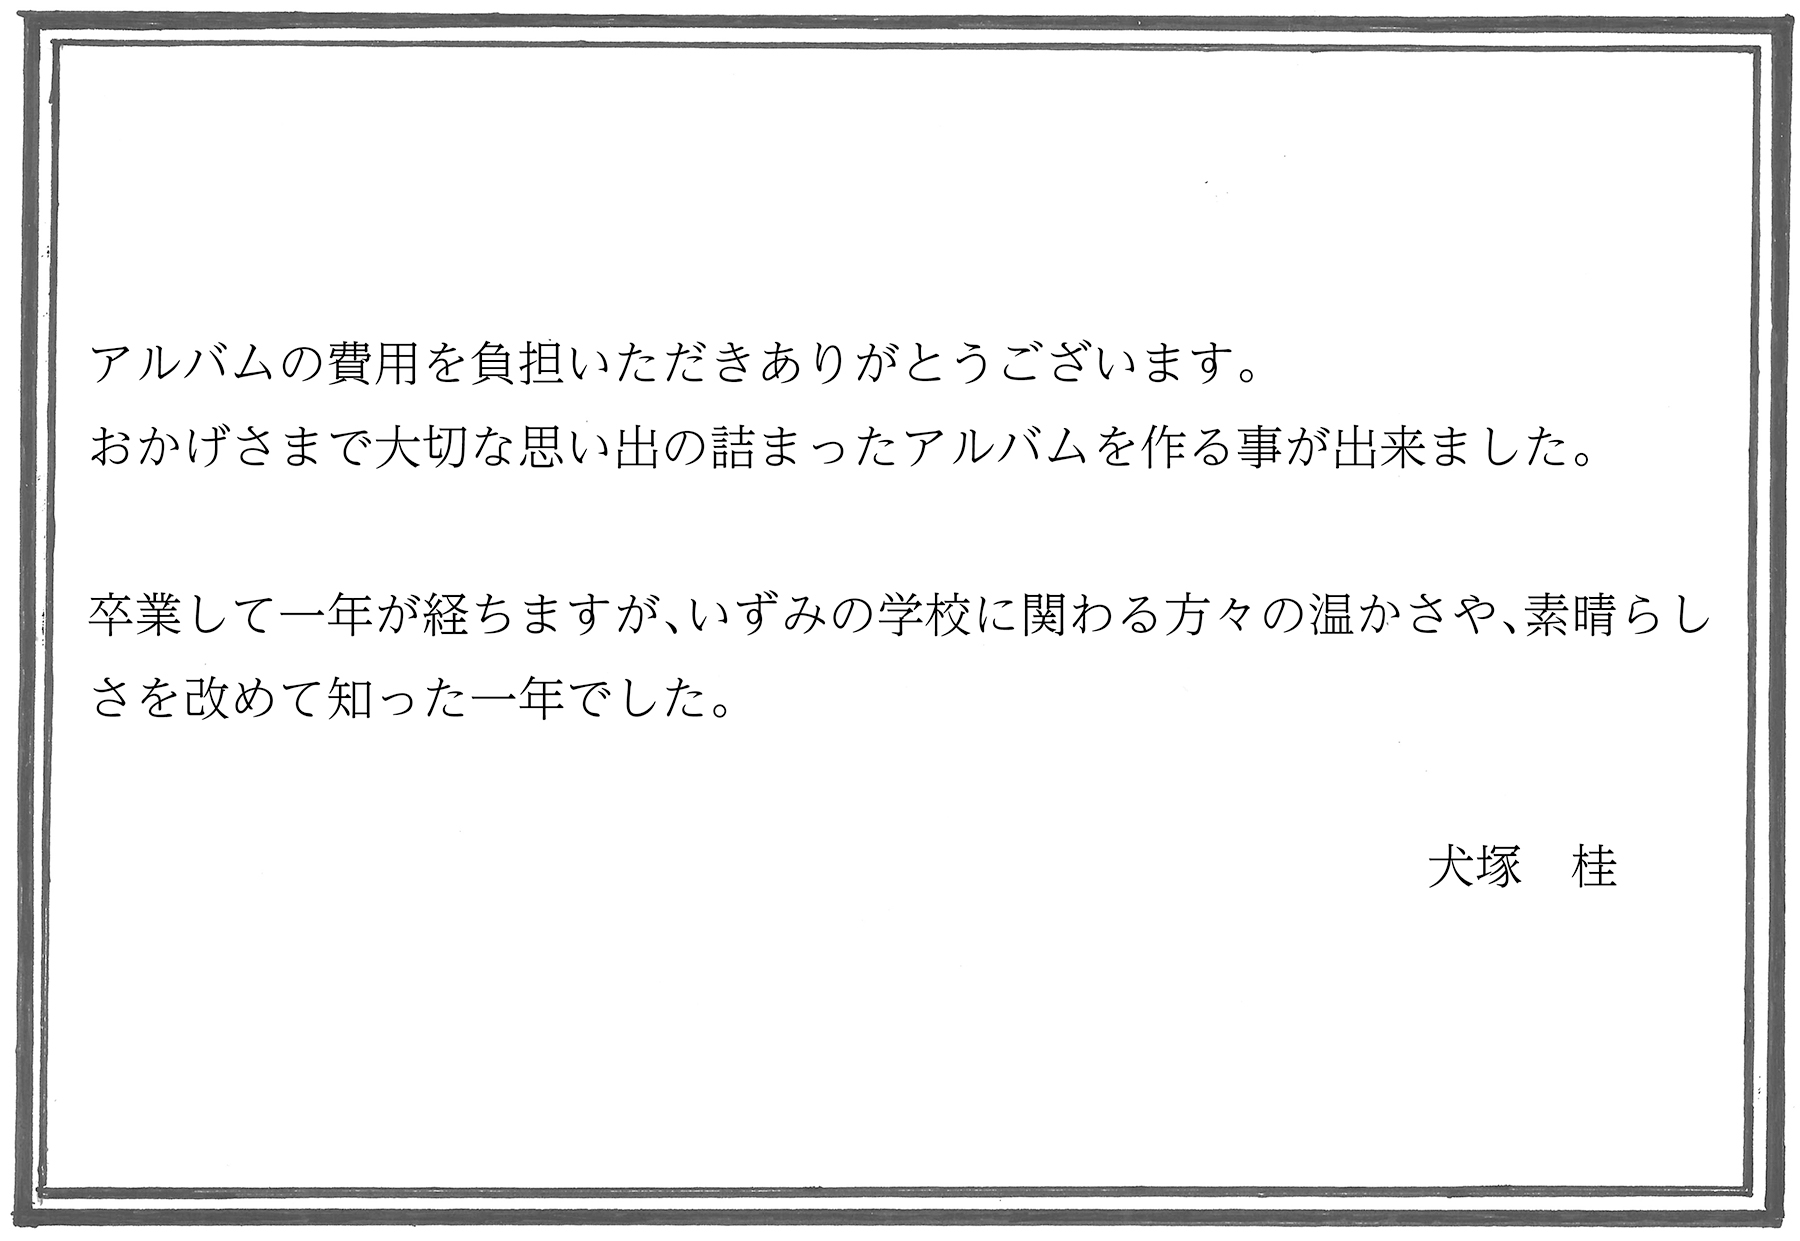 アルバムの費用を負担いただきありがとうございます。
おかげさまで大切な思い出の詰まったアルバムを作る事が出来ました。
卒業して一年が経ちますが、いずみの学校に関わる方々の温かさや、素晴らし
さを改めて知った一年でした。
犬塚　桂